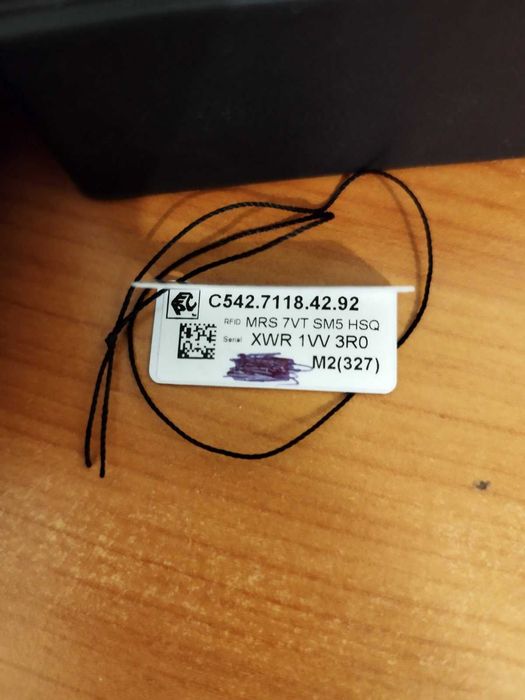 C542.7118.42.92
RFID MRS 7VT SM5 HSQ
Serial XWR 1VV 3R0
M2(327)